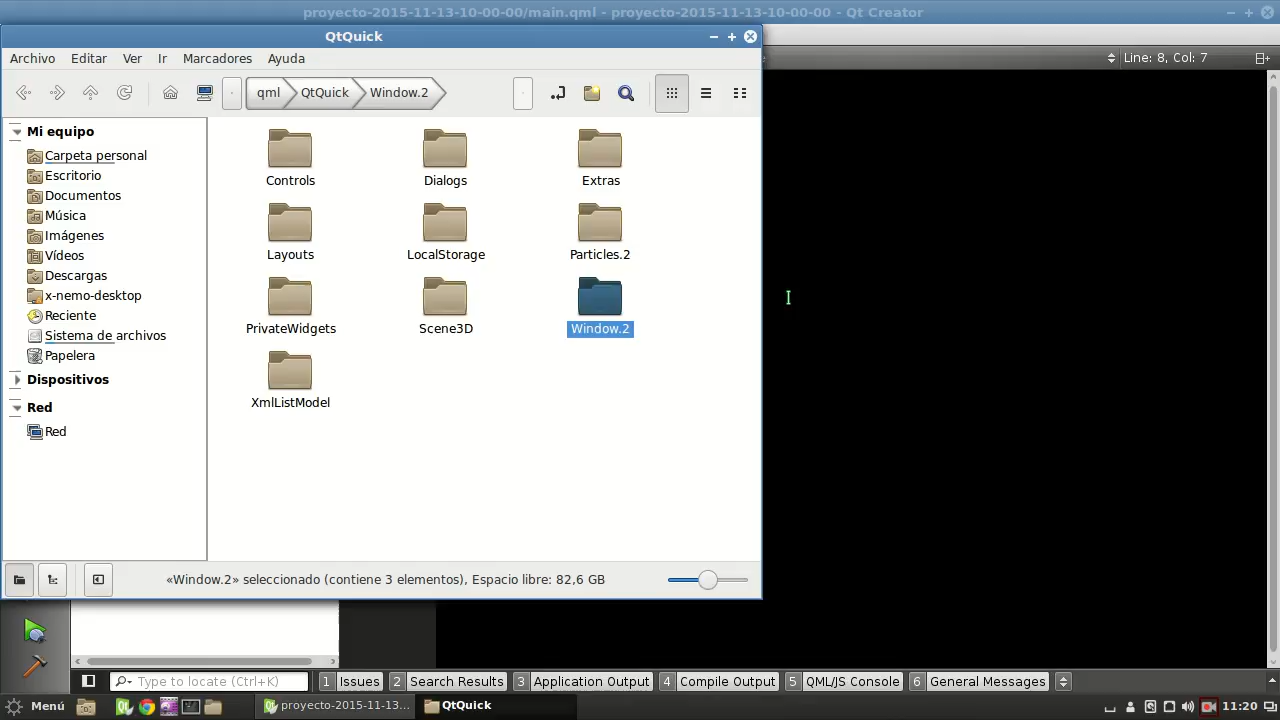 proyecto-2015-11-13-10-00-00/main.qml - proyecto-2015-11-13-10-00-00 - Qt Creator
QtQuick
Archivo Editar Ver Ir Marcadores Ayuda
Line: 8, Col: 7
qml QtQuick Window.2
Mi equipo
Carpeta personal
Escritorio
Documentos
Música
Imágenes
Vídeos
Descargas
x-nemo-desktop
Reciente
Sistema de archivos
Papelera
Dispositivos
Red
Red
Controls Dialogs Extras
Layouts LocalStorage Particles.2
PrivateWidgets Scene3D Window.2
XmlListModel
«Window.2» seleccionado (contiene 3 elementos), Espacio libre: 82,6 GB
Type to locate (Ctrl+K) 1 Issues 2 Search Results 3 Application Output 4 Compile Output 5 QML/JS Console 6 General Messages
Menú proyecto-2015-11-13... QtQuick 11:20